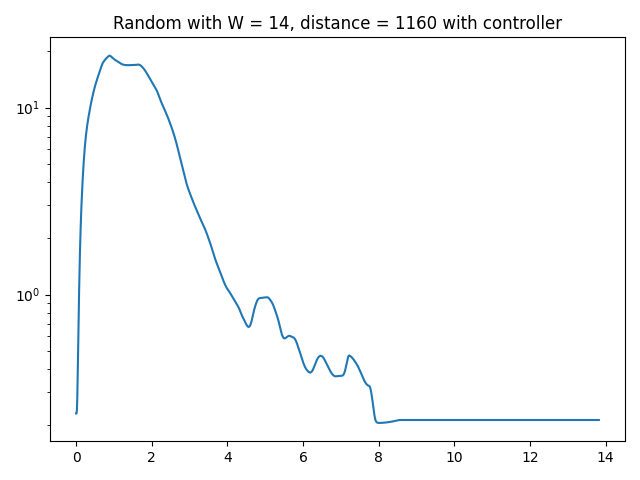 Random with W = 14, distance = 1160 with controller
10¹
10⁰
0 2 4 6 8 10 12 14